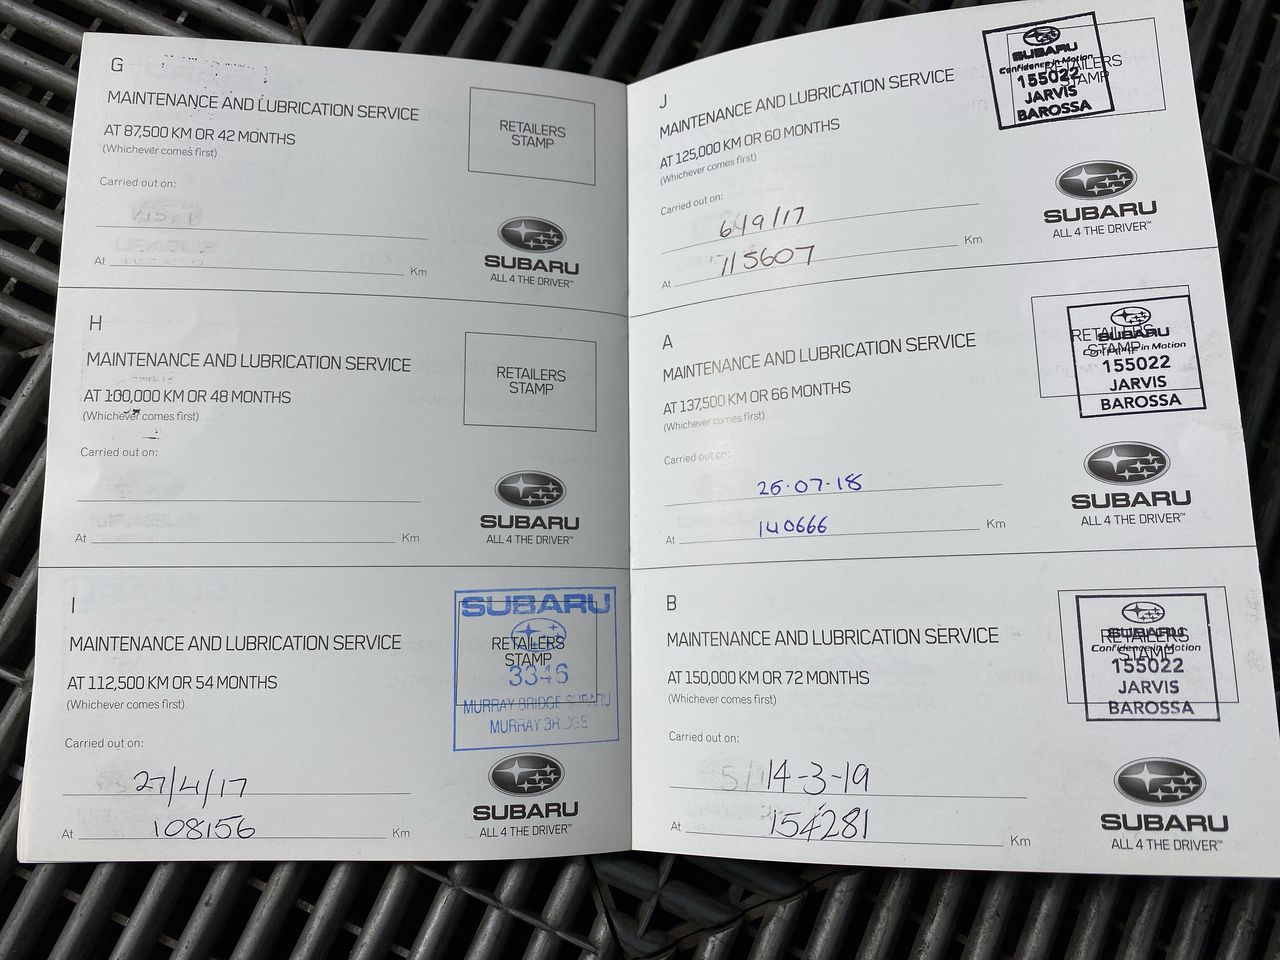 G
MAINTENANCE AND LUBRICATION SERVICE
AT 87,500 KM OR 42 MONTHS
(Whichever comes first)
RETAILERS
STAMP
Carried out on:
At Km
SUBARU
ALL 4 THE DRIVER™
H
MAINTENANCE AND LUBRICATION SERVICE
AT 100,000 KM OR 48 MONTHS
(Whichever comes first)
RETAILERS
STAMP
Carried out on:
At Km
SUBARU
ALL 4 THE DRIVER™
I
MAINTENANCE AND LUBRICATION SERVICE
AT 112,500 KM OR 54 MONTHS
(Whichever comes first)
SUBARU
RETAILERS
STAMP
3346
MURRAY BRIDGE SUBARU
MURRAY BRIDGE
Carried out on:
27/4/17
At 108156 Km
SUBARU
ALL 4 THE DRIVER™
J
MAINTENANCE AND LUBRICATION SERVICE
AT 125,000 KM OR 60 MONTHS
(Whichever comes first)
SUBARU
Confidence in Motion
RETAILERS
STAMP
155022
JARVIS
BAROSSA
Carried out on:
6/9/17
At 115607 Km
SUBARU
ALL 4 THE DRIVER™
A
MAINTENANCE AND LUBRICATION SERVICE
AT 137,500 KM OR 66 MONTHS
(Whichever comes first)
RETAILERS
STAMP
SUBARU
Confidence in Motion
155022
JARVIS
BAROSSA
Carried out on:
26·07·18
At 140666 Km
SUBARU
ALL 4 THE DRIVER™
B
MAINTENANCE AND LUBRICATION SERVICE
AT 150,000 KM OR 72 MONTHS
(Whichever comes first)
RETAILERS
STAMP
SUBARU
Confidence in Motion
155022
JARVIS
BAROSSA
Carried out on:
14-3-19
At 154281 Km
SUBARU
ALL 4 THE DRIVER™